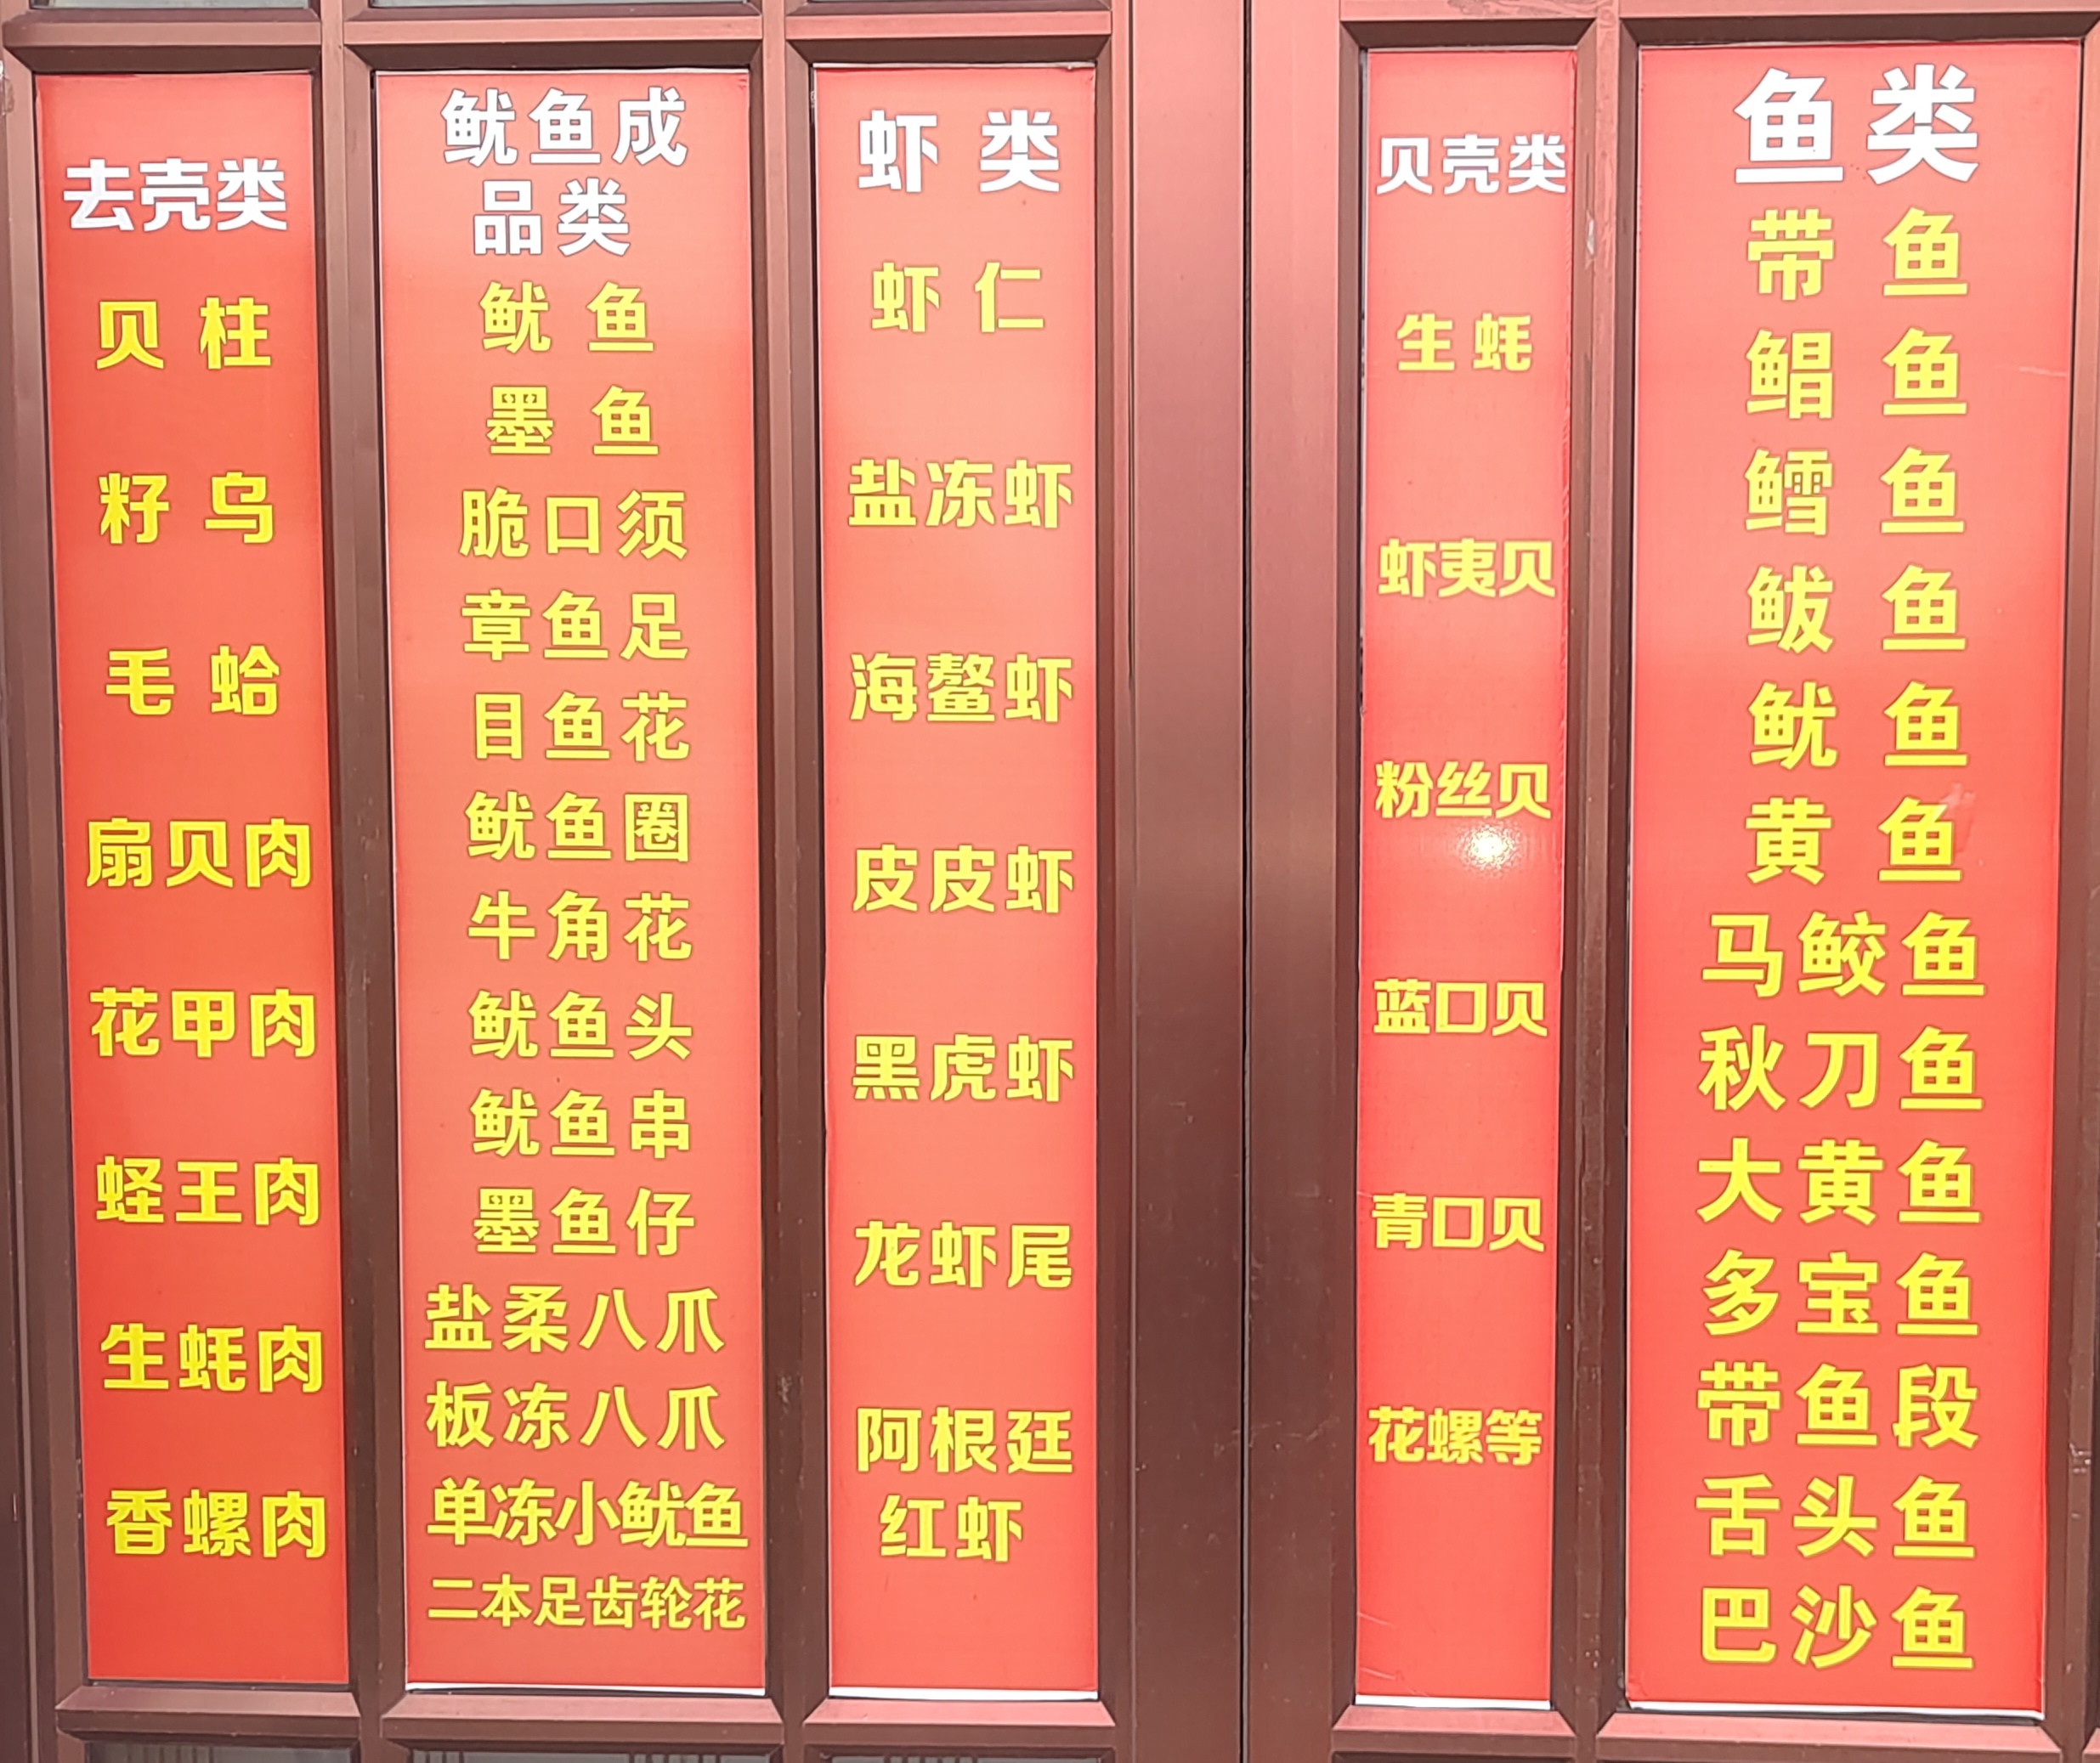 去壳类
贝柱
籽乌
毛蛤
扇贝肉
花甲肉
蛏王肉
生蚝肉
香螺肉
鱿鱼成
品类
鱿鱼
墨鱼
脆口须
章鱼足
目鱼花
鱿鱼圈
牛角花
鱿鱼头
鱿鱼串
墨鱼仔
盐柔八爪
板冻八爪
单冻小鱿鱼
二本足齿轮花
虾类
虾仁
盐冻虾
海鳌虾
皮皮虾
黑虎虾
龙虾尾
阿根廷
红虾
贝壳类
生蚝
虾夷贝
粉丝贝
蓝口贝
青口贝
花螺等
鱼类
带鱼
鲳鱼
鳕鱼
鲅鱼
鱿鱼
黄鱼
马鲛鱼
秋刀鱼
大黄鱼
多宝鱼
带鱼段
舌头鱼
巴沙鱼